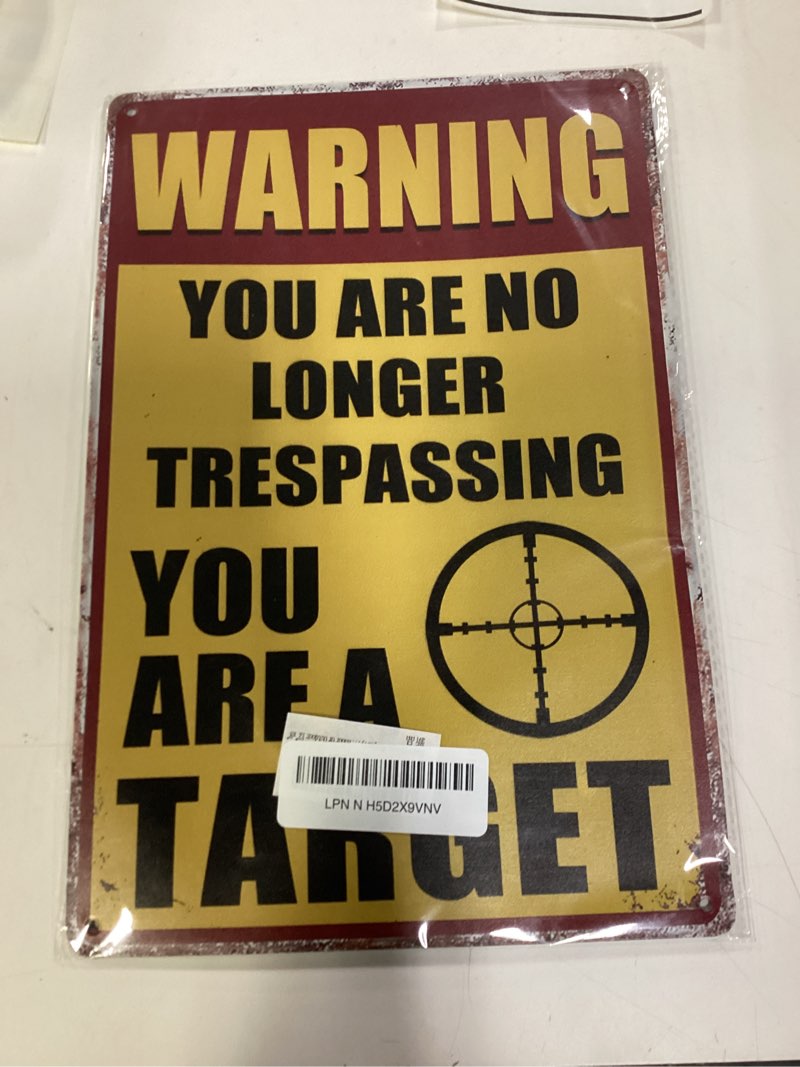 WARNING
YOU ARE NO
LONGER
TRESPASSING
YOU
ARE A
TARGET
LPN N H5D2X9VNV